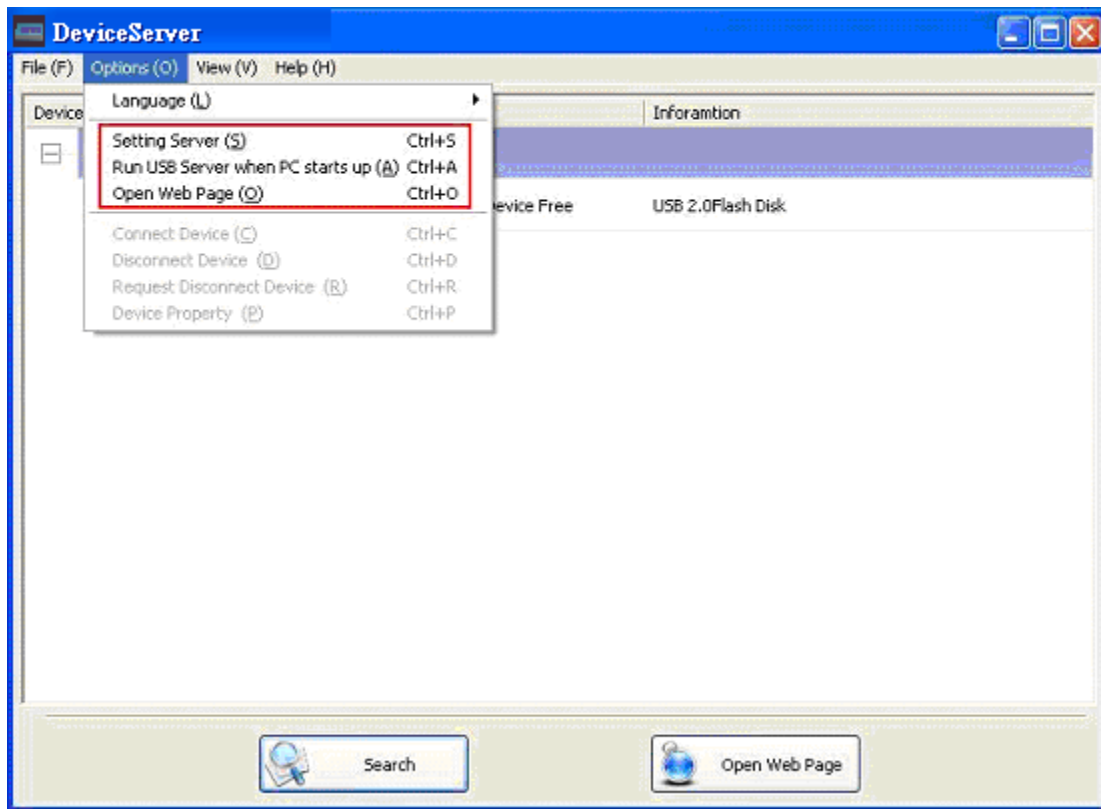 DeviceServer
File (F) Options (O) View (V) Help (H)
Device Inforamtion
Language (L)
Setting Server (S) Ctrl+S
Run USB Server when PC starts up (A) Ctrl+A
Open Web Page (O) Ctrl+O
evice Free USB 2.0Flash Disk
Connect Device (C) Ctrl+C
Disconnect Device (D) Ctrl+D
Request Disconnect Device (R) Ctrl+R
Device Property (P) Ctrl+P
Search Open Web Page